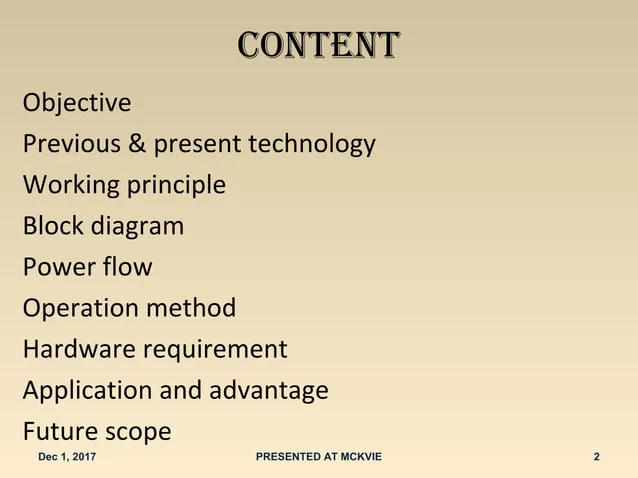 CONTENT
Objective
Previous & present technology
Working principle
Block diagram
Power flow
Operation method
Hardware requirement
Application and advantage
Future scope
Dec 1, 2017 PRESENTED AT MCKVIE 2